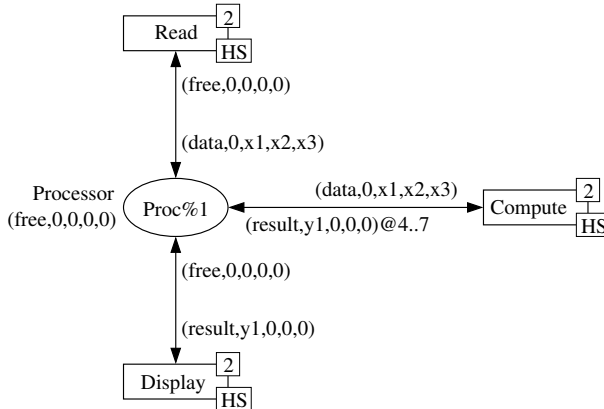 2
Read
HS
(free,0,0,0,0)
(data,0,x1,x2,x3)
Processor
(free,0,0,0,0)
Proc%1
(data,0,x1,x2,x3)
(result,y1,0,0,0)@4..7
2
Compute
HS
(free,0,0,0,0)
(result,y1,0,0,0)
2
Display
HS